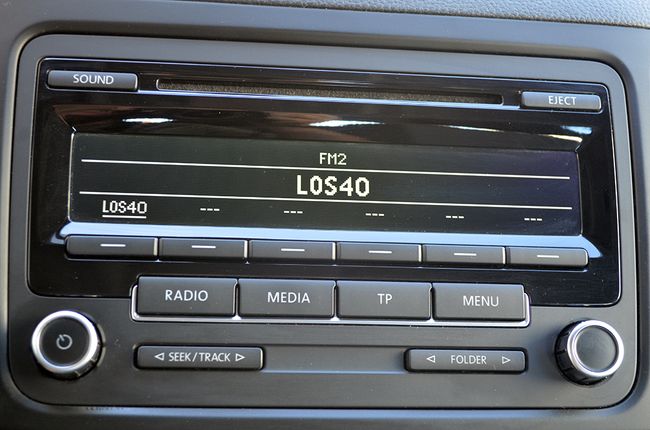 SOUND
EJECT
FM2
LOS40
LOS40 --- --- --- --- ---
RADIO MEDIA TP MENU
SEEK/TRACK FOLDER